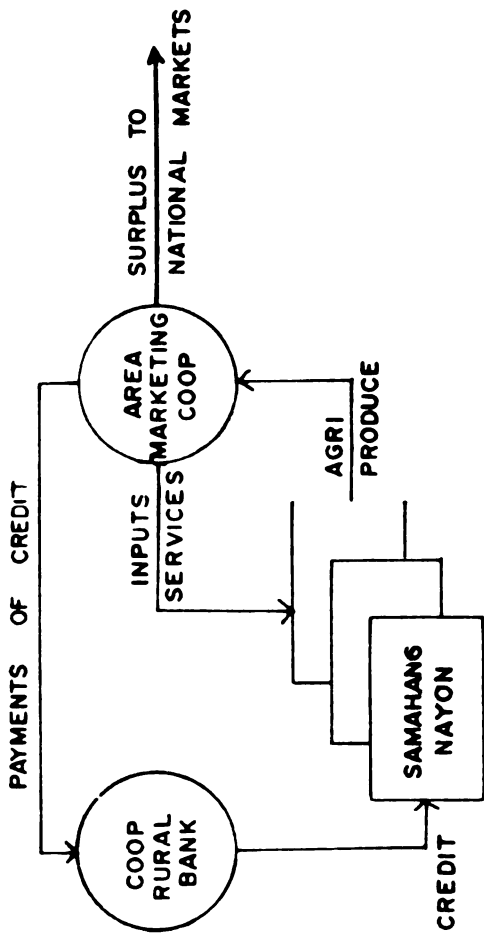 PAYMENTS OF CREDIT
COOP
RURAL
BANK
AREA
MARKETING
COOP
SURPLUS TO
NATIONAL MARKETS
INPUTS
SERVICES
AGRI
PRODUCE
SAMAHANG
NAYON
CREDIT